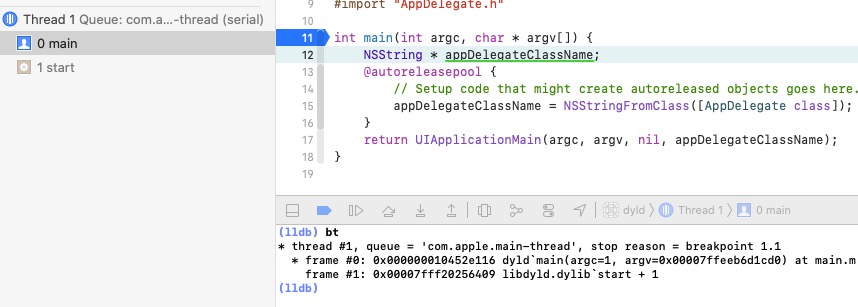 Thread 1 Queue: com.a...-thread (serial)
0 main
1 start
9 #import "AppDelegate.h"
10
11 int main(int argc, char * argv[]) {
12 NSString * appDelegateClassName;
13 @autoreleasepool {
14 // Setup code that might create autoreleased objects goes here.
15 appDelegateClassName = NSStringFromClass([AppDelegate class]);
16 }
17 return UIApplicationMain(argc, argv, nil, appDelegateClassName);
18 }
19
dyld Thread 1 0 main
(lldb) bt
* thread #1, queue = 'com.apple.main-thread', stop reason = breakpoint 1.1
* frame #0: 0x000000010452e116 dyld`main(argc=1, argv=0x00007ffeeb6d1cd0) at main.m
frame #1: 0x00007fff20256409 libdyld.dylib`start + 1
(lldb)